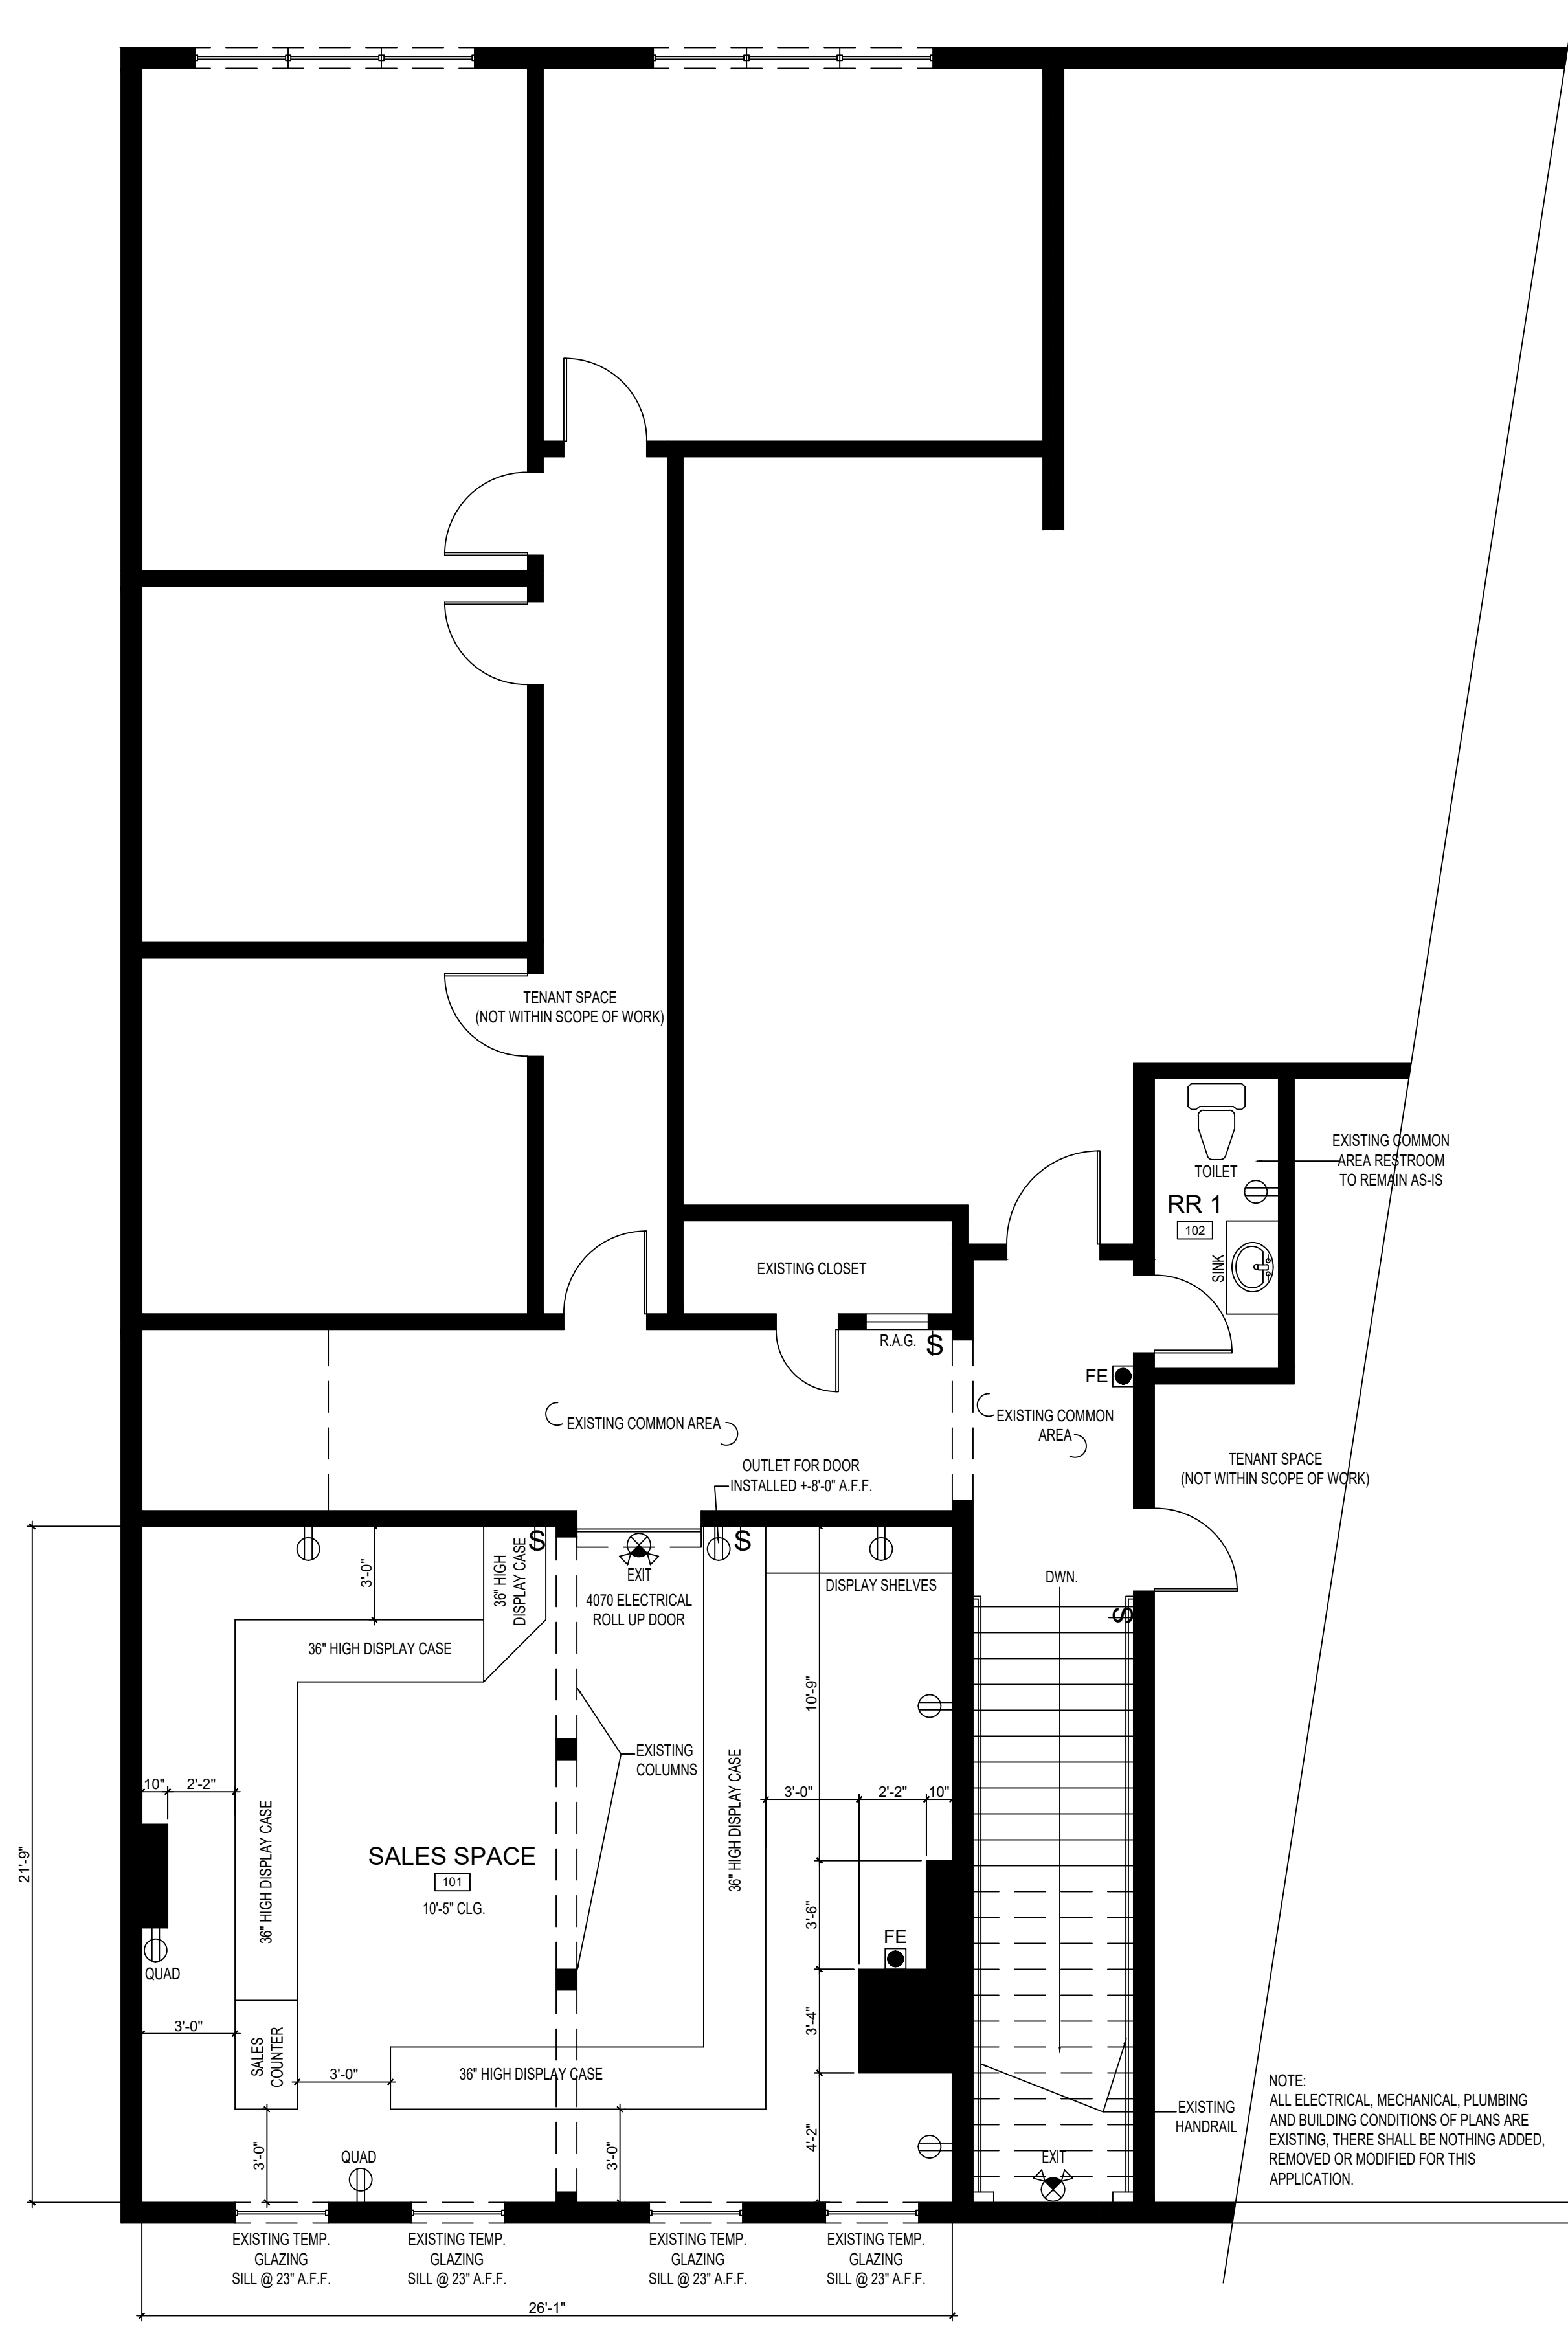 TENANT SPACE
(NOT WITHIN SCOPE OF WORK)
EXISTING COMMON
AREA RESTROOM
TO REMAIN AS-IS
TOILET
RR 1
102
SINK
EXISTING CLOSET
R.A.G.
S
FE
EXISTING COMMON AREA
EXISTING COMMON
AREA
OUTLET FOR DOOR
INSTALLED +-8'-0" A.F.F.
TENANT SPACE
(NOT WITHIN SCOPE OF WORK)
S
S
3'-0"
36" HIGH
DISPLAY CASE
EXIT
4070 ELECTRICAL
ROLL UP DOOR
DISPLAY SHELVES
DWN.
S
36" HIGH DISPLAY CASE
10'-9"
EXISTING
COLUMNS
10"
2'-2"
3'-0"
2'-2"
10"
36" HIGH DISPLAY CASE
36" HIGH DISPLAY CASE
21'-9"
SALES SPACE
101
10'-5" CLG.
3'-6"
FE
QUAD
3'-4"
3'-0"
SALES
COUNTER
3'-0"
36" HIGH DISPLAY CASE
EXISTING
HANDRAIL
4'-2"
3'-0"
3'-0"
QUAD
EXIT
NOTE:
ALL ELECTRICAL, MECHANICAL, PLUMBING
AND BUILDING CONDITIONS OF PLANS ARE
EXISTING, THERE SHALL BE NOTHING ADDED,
REMOVED OR MODIFIED FOR THIS
APPLICATION.
EXISTING TEMP.
GLAZING
SILL @ 23" A.F.F.
EXISTING TEMP.
GLAZING
SILL @ 23" A.F.F.
EXISTING TEMP.
GLAZING
SILL @ 23" A.F.F.
EXISTING TEMP.
GLAZING
SILL @ 23" A.F.F.
26'-1"